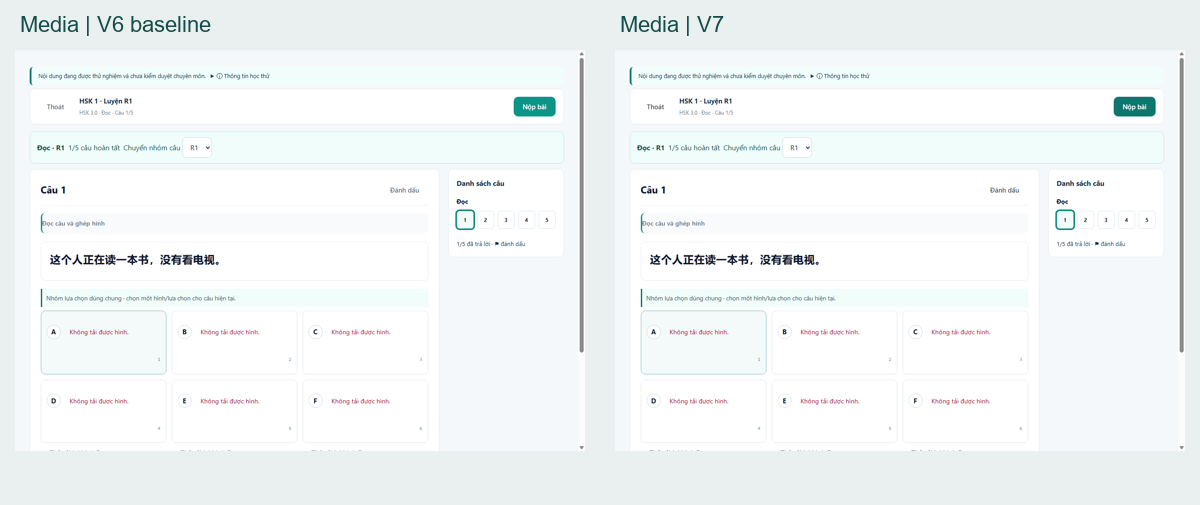 Media | V6 baseline
Nội dung đang được thử nghiệm và chưa kiểm duyệt chuyên môn. ▶ ⓘ Thông tin học thử
Thoát
HSK 1 - Luyện R1
HSK 3.0 · Đọc · Câu 1/5
Nộp bài
Đọc · R1 1/5 câu hoàn tất Chuyển nhóm câu R1
Câu 1
Đánh dấu
Đọc câu và ghép hình
这个人正在读一本书，没有看电视。
Nhóm lựa chọn dùng chung · chọn một hình/lựa chọn cho câu hiện tại.
A Không tải được hình. 1
B Không tải được hình. 2
C Không tải được hình. 3
D Không tải được hình. 4
E Không tải được hình. 5
F Không tải được hình. 6
Danh sách câu
Đọc
1 2 3 4 5
1/5 đã trả lời · ⚑ đánh dấu
Media | V7
Nội dung đang được thử nghiệm và chưa kiểm duyệt chuyên môn. ▶ ⓘ Thông tin học thử
Thoát
HSK 1 - Luyện R1
HSK 3.0 · Đọc · Câu 1/5
Nộp bài
Đọc · R1 1/5 câu hoàn tất Chuyển nhóm câu R1
Câu 1
Đánh dấu
Đọc câu và ghép hình
这个人正在读一本书，没有看电视。
Nhóm lựa chọn dùng chung · chọn một hình/lựa chọn cho câu hiện tại.
A Không tải được hình. 1
B Không tải được hình. 2
C Không tải được hình. 3
D Không tải được hình. 4
E Không tải được hình. 5
F Không tải được hình. 6
Danh sách câu
Đọc
1 2 3 4 5
1/5 đã trả lời · ⚑ đánh dấu